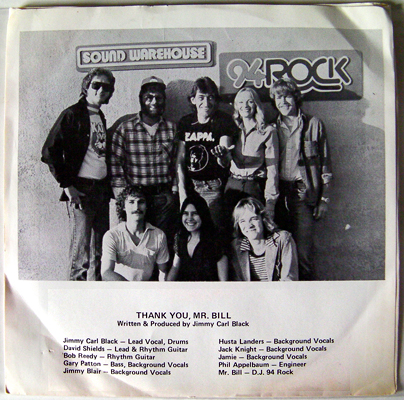 SOUND WAREHOUSE
94 ROCK
ZAPPA
THANK YOU, MR. BILL
Written & Produced by Jimmy Carl Black
Jimmy Carl Black — Lead Vocal, Drums
David Shields — Lead & Rhythm Guitar
Bob Reedy — Rhythm Guitar
Gary Patton — Bass, Background Vocals
Jimmy Blair — Background Vocals
Husta Landers — Background Vocals
Jack Knight — Background Vocals
Jamie — Background Vocals
Phil Appelbaum — Engineer
Mr. Bill — D.J. 94 Rock